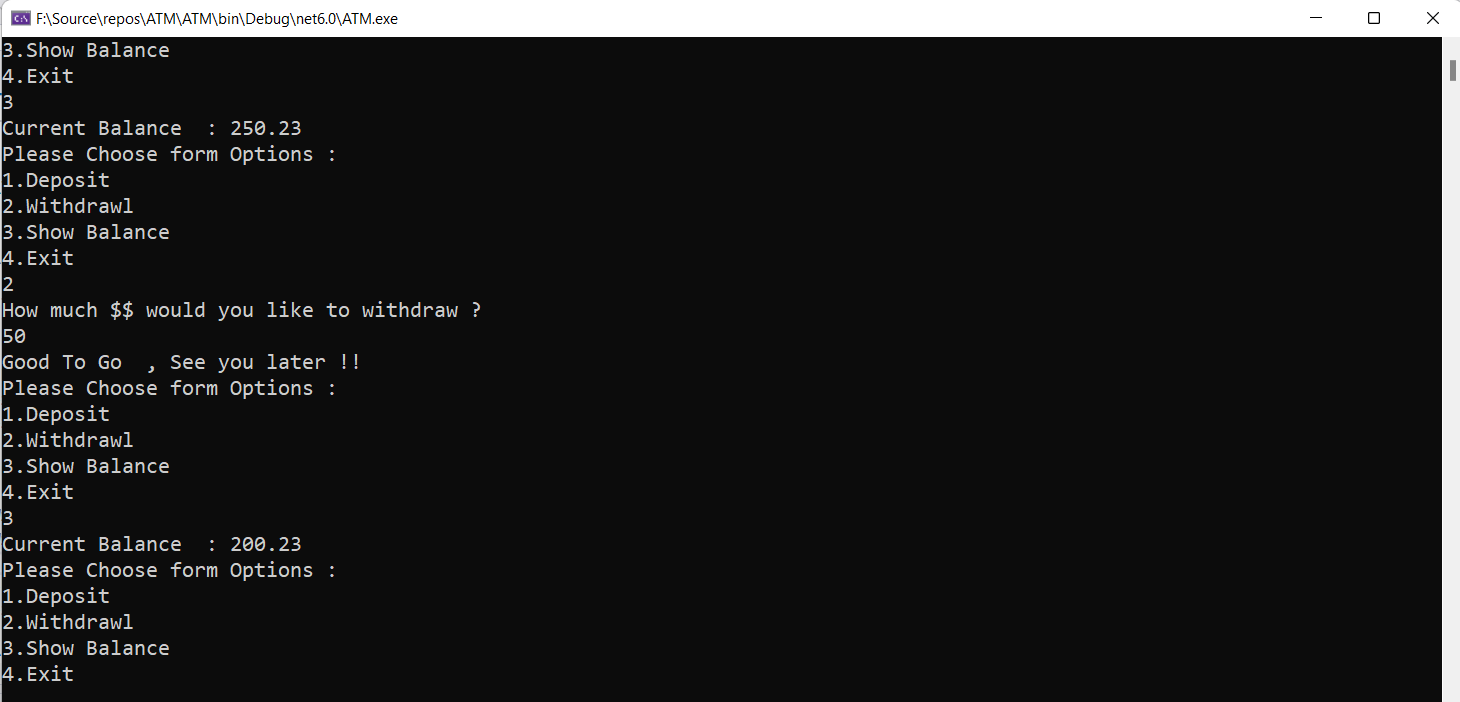 F:\Source\repos\ATM\ATM\bin\Debug\net6.0\ATM.exe
3.Show Balance
4.Exit
3
Current Balance  : 250.23
Please Choose form Options :
1.Deposit
2.Withdrawl
3.Show Balance
4.Exit
2
How much $$ would you like to withdraw ?
50
Good To Go  , See you later !!
Please Choose form Options :
1.Deposit
2.Withdrawl
3.Show Balance
4.Exit
3
Current Balance  : 200.23
Please Choose form Options :
1.Deposit
2.Withdrawl
3.Show Balance
4.Exit